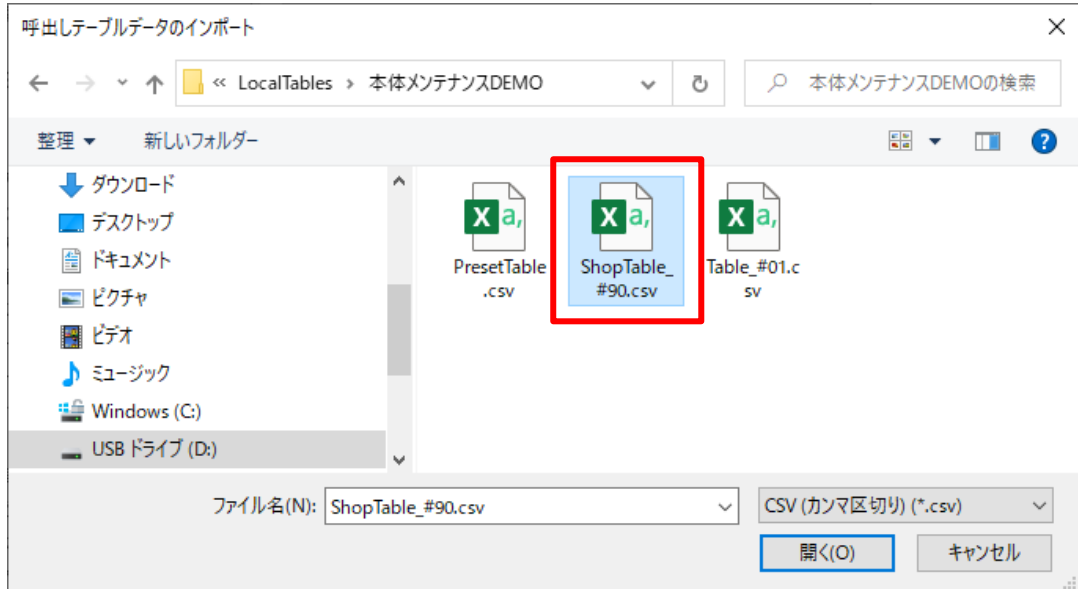 呼出しテーブルデータのインポート
« LocalTables › 本体メンテナンスDEMO
本体メンテナンスDEMOの検索
整理
新しいフォルダー
ダウンロード
デスクトップ
ドキュメント
ピクチャ
ビデオ
ミュージック
Windows (C:)
USB ドライブ (D:)
PresetTable
.csv
ShopTable_
#90.csv
Table_#01.c
sv
ファイル名(N):
ShopTable_#90.csv
CSV (カンマ区切り) (*.csv)
開く(O)
キャンセル